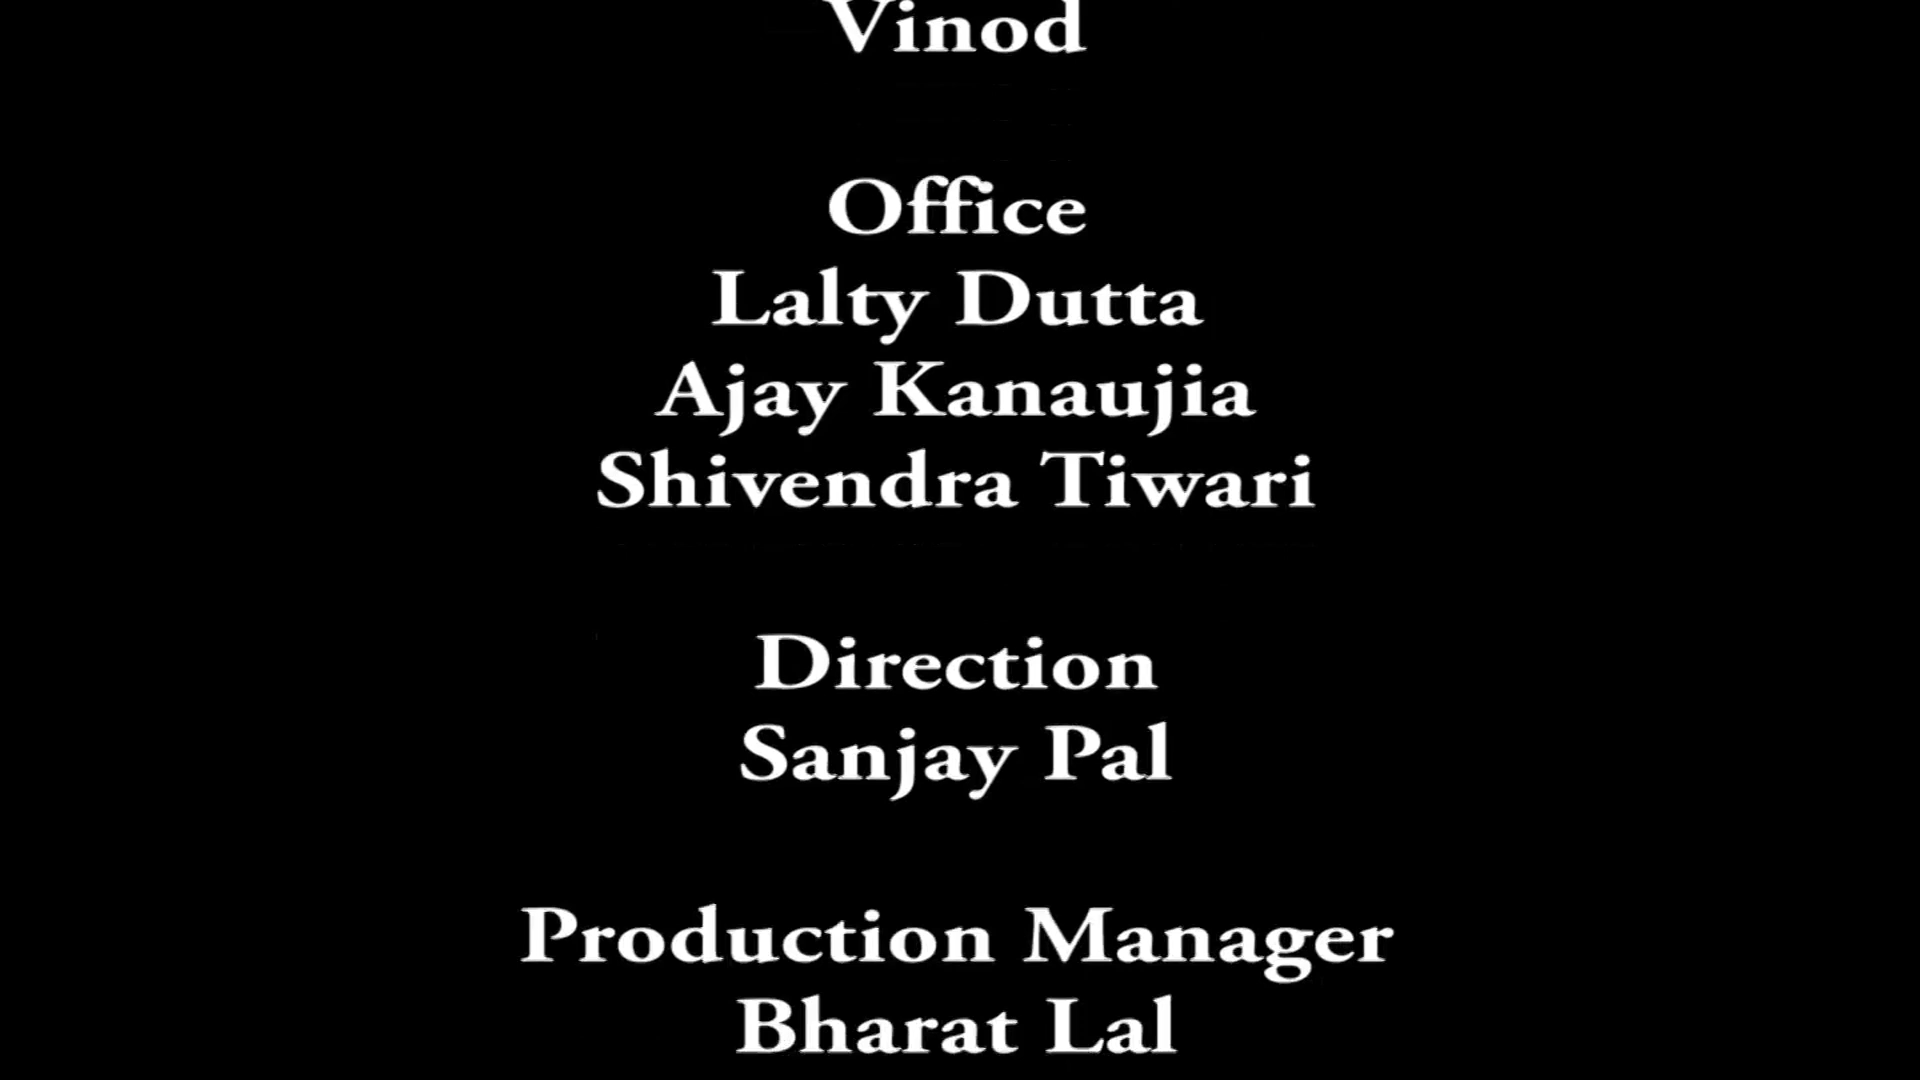 Vinod
Office
Lalty Dutta
Ajay Kanaujia
Shivendra Tiwari
Direction
Sanjay Pal
Production Manager
Bharat Lal